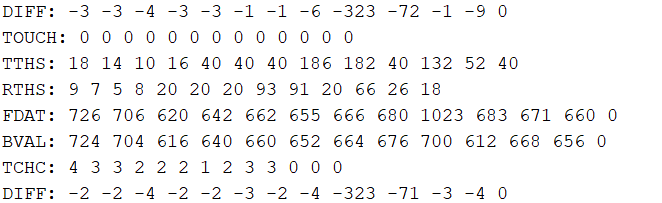 DIFF: -3 -3 -4 -3 -3 -1 -1 -6 -323 -72 -1 -9 0
TOUCH: 0 0 0 0 0 0 0 0 0 0 0 0 0
TTHS: 18 14 10 16 40 40 40 186 182 40 132 52 40
RTHS: 9 7 5 8 20 20 20 93 91 20 66 26 18
FDAT: 726 706 620 642 662 655 666 680 1023 683 671 660 0
BVAL: 724 704 616 640 660 652 664 676 700 612 668 656 0
TCHC: 4 3 3 2 2 2 1 2 3 3 0 0 0
DIFF: -2 -2 -4 -2 -2 -3 -2 -4 -323 -71 -3 -4 0